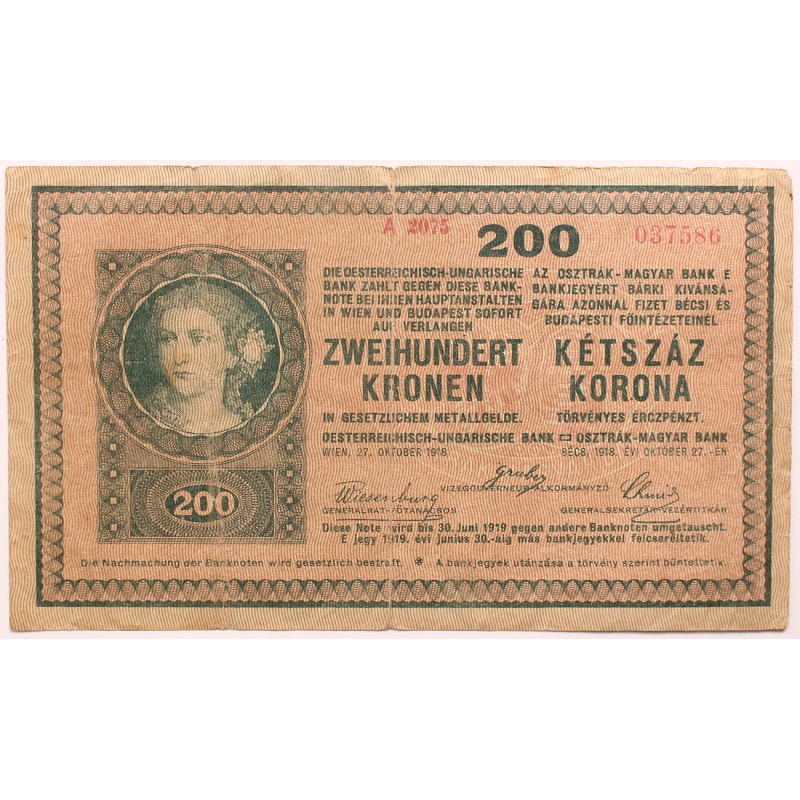 A 2075
200
037586
DIE OESTERREICHISCH-UNGARISCHE
BANK ZAHLT GEGEN DIESE BANK-
NOTE BEI IHREN HAUPTANSTALTEN
IN WIEN UND BUDAPEST SOFORT
AUF VERLANGEN
ZWEIHUNDERT
KRONEN
IN GESETZLICHEM METALLGELDE.
OESTERREICHISCH-UNGARISCHE BANK
WIEN, 27. OKTOBER 1918
AZ OSZTRÁK-MAGYAR BANK E
BANKJEGYÉRT BÁRKI KIVÁNSÁ-
GÁRA AZONNAL FIZET BÉCSI ÉS
BUDAPESTI FŐINTÉZETEINÉL
KÉTSZÁZ
KORONA
TÖRVÉNYES ÉRCZPÉNZT.
OSZTRÁK-MAGYAR BANK
BÉCS, 1918. ÉVI OKTOBER 27.-ÉN
Wiesenburg
GENERALRAT-FŐTANÁCSOS
Gruber
VIZEGOUVERNEUR-ALKORMÁNYZÓ
Schmid
GENERALSEKRETÄR-VEZÉRTITKÁR
200
Diese Note wird bis 30. Juni 1919 gegen andere Banknoten umgetauscht.
E jegy 1919. évi junius 30.-áig más bankjegyekkel felcseréltetik.
Die Nachmachung der Banknoten wird gesetzlich bestraft. * A bankjegyek utánzása a törvény szerint büntettetik.